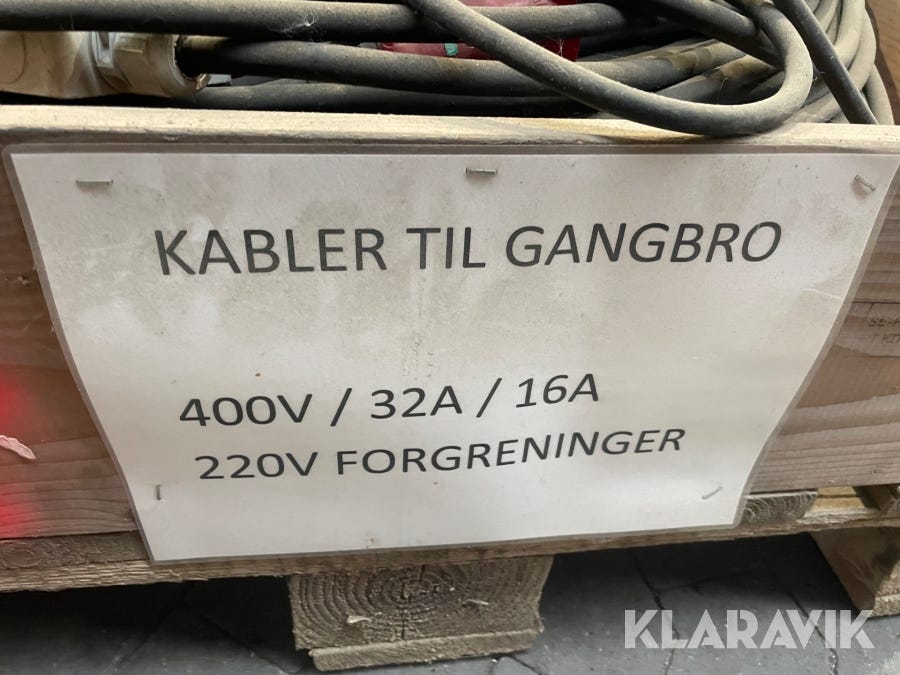 KABLER TIL GANGBRO
400V / 32A / 16A
220V FORGRENINGER
KLARAVIK